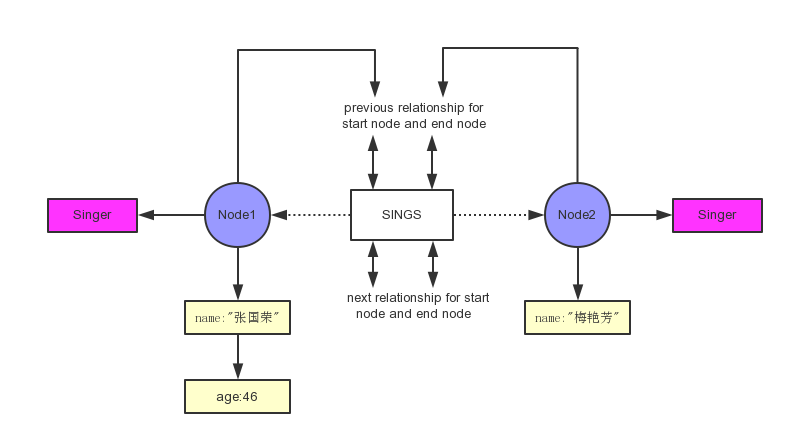 previous relationship for
start node and end node
Singer
Node1
SINGS
Node2
Singer
next relationship for start
node and end node
name:"张国荣"
name:"梅艳芳"
age:46